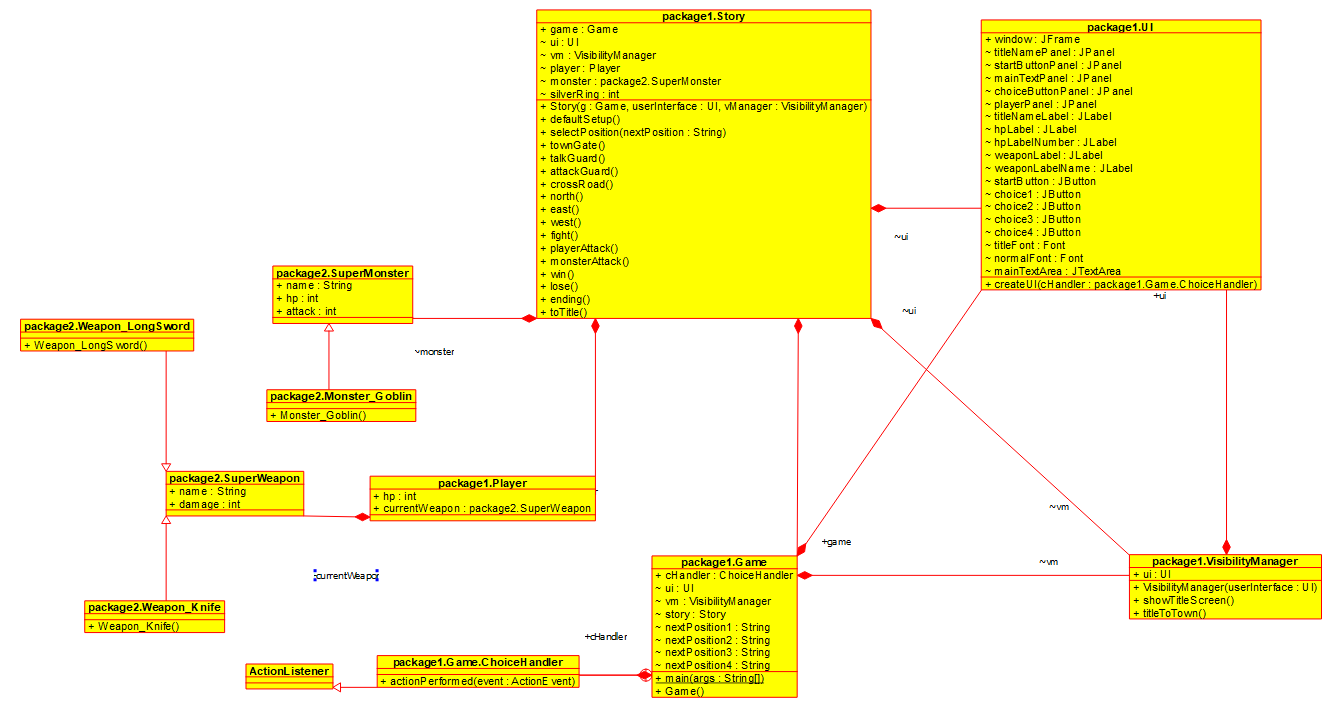 package1.Story
+ game : Game
~ ui : UI
~ vm : VisibilityManager
~ player : Player
~ monster : package2.SuperMonster
~ silverRing : int
+ Story(g : Game, userInterface : UI, vManager : VisibilityManager)
+ defaultSetup()
+ selectPosition(nextPosition : String)
+ townGate()
+ talkGuard()
+ attackGuard()
+ crossRoad()
+ north()
+ east()
+ west()
+ fight()
+ playerAttack()
+ monsterAttack()
+ win()
+ lose()
+ ending()
+ toTitle()
package1.UI
+ window : JFrame
~ titleNamePanel : JPanel
~ startButtonPanel : JPanel
~ mainTextPanel : JPanel
~ choiceButtonPanel : JPanel
~ playerPanel : JPanel
~ titleNameLabel : JLabel
~ hpLabel : JLabel
~ hpLabelNumber : JLabel
~ weaponLabel : JLabel
~ weaponLabelName : JLabel
~ startButton : JButton
~ choice1 : JButton
~ choice2 : JButton
~ choice3 : JButton
~ choice4 : JButton
~ titleFont : Font
~ normalFont : Font
~ mainTextArea : JTextArea
+ createUI(cHandler : package1.Game.ChoiceHandler)
~ui
+ui
~ui
package2.SuperMonster
+ name : String
+ hp : int
+ attack : int
~monster
package2.Weapon_LongSword
+ Weapon_LongSword()
package2.Monster_Goblin
+ Monster_Goblin()
package2.SuperWeapon
+ name : String
+ damage : int
package1.Player
+ hp : int
+ currentWeapon : package2.SuperWeapon
~vm
+game
~vm
currentWeapon
package2.Weapon_Knife
+ Weapon_Knife()
package1.Game
+ cHandler : ChoiceHandler
~ ui : UI
~ vm : VisibilityManager
~ story : Story
~ nextPosition1 : String
~ nextPosition2 : String
~ nextPosition3 : String
~ nextPosition4 : String
+ main(args : String[])
+ Game()
package1.VisibilityManager
+ ui : UI
+ VisibilityManager(userInterface : UI)
+ showTitleScreen()
+ titleToTown()
+cHandler
package1.Game.ChoiceHandler
+ actionPerformed(event : ActionEvent)
ActionListener